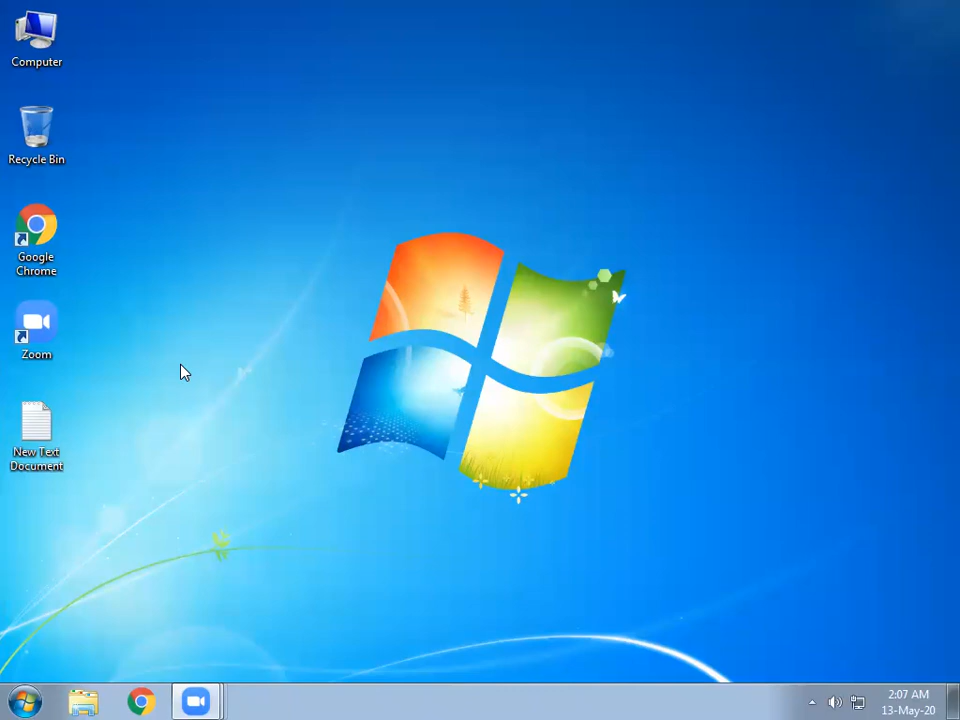 Computer
Recycle Bin
Google
Chrome
Zoom
New Text
Document
2:07 AM
13-May-20